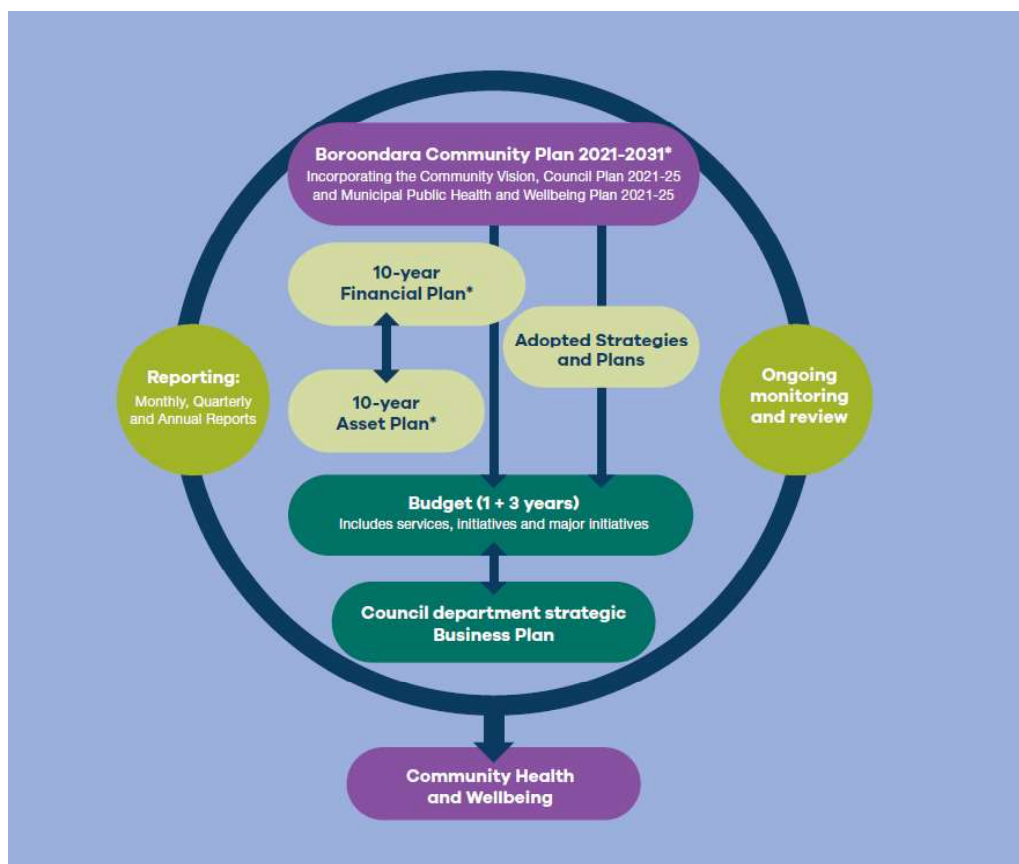 Boroondara Community Plan 2021-2031*
Incorporating the Community Vision, Council Plan 2021-25
and Municipal Public Health and Wellbeing Plan 2021-25
10-year
Financial Plan*
Adopted Strategies
and Plans
Reporting:
Monthly, Quarterly
and Annual Reports
10-year
Asset Plan*
Ongoing
monitoring
and review
Budget (1 + 3 years)
Includes services, initiatives and major initiatives
Council department strategic
Business Plan
Community Health
and Wellbeing